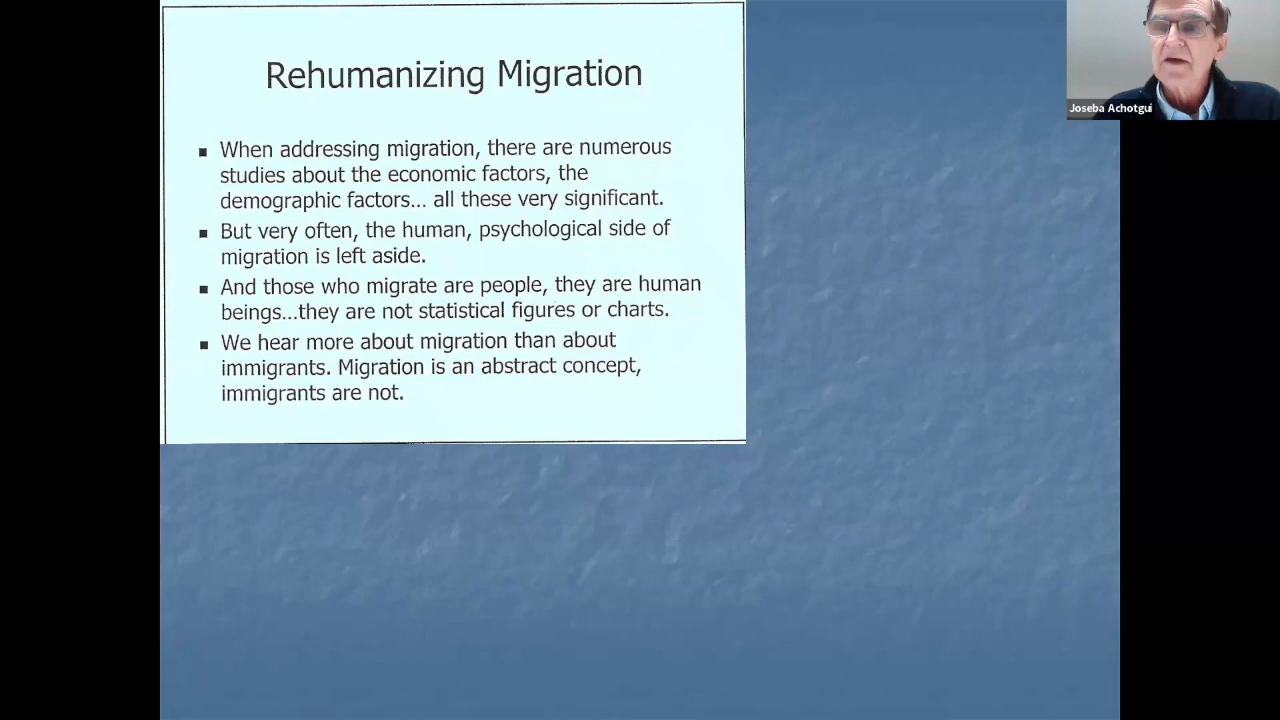 Rehumanizing Migration
▪ When addressing migration, there are numerous
studies about the economic factors, the
demographic factors... all these very significant.
▪ But very often, the human, psychological side of
migration is left aside.
▪ And those who migrate are people, they are human
beings...they are not statistical figures or charts.
▪ We hear more about migration than about
immigrants. Migration is an abstract concept,
immigrants are not.
Joseba Achotgui